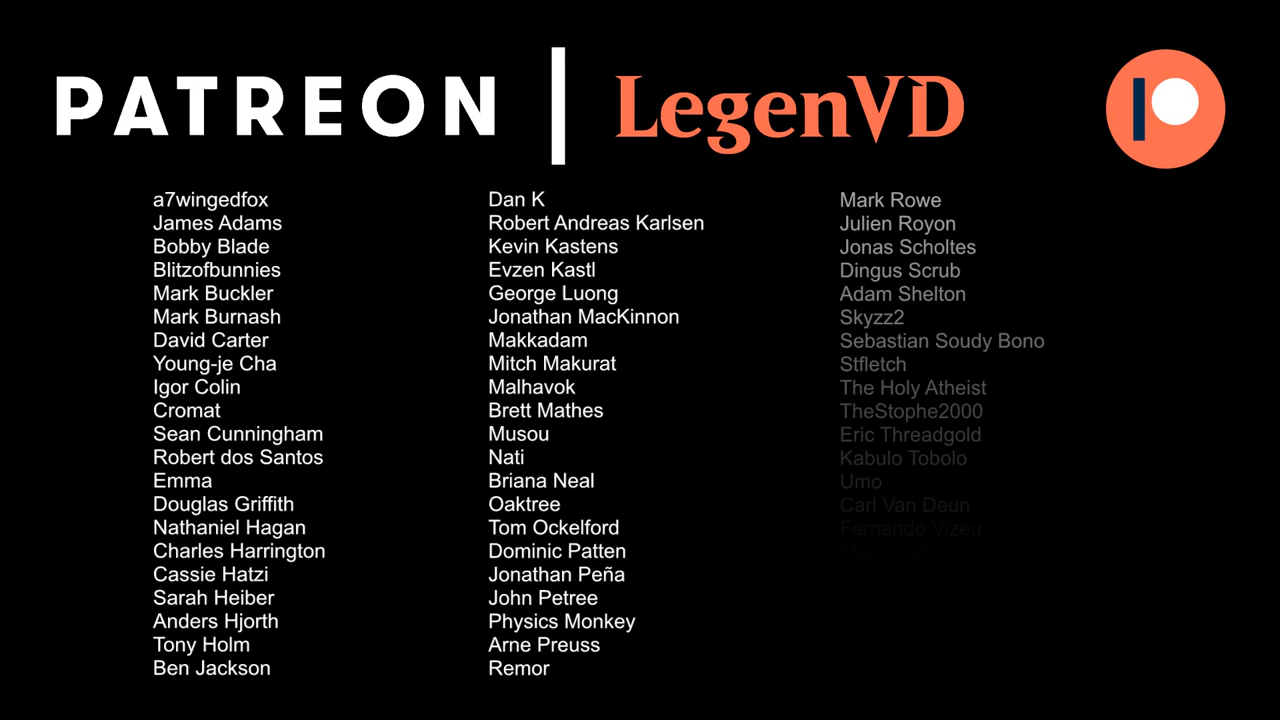 PATREON | LegenVD
a7wingedfox
James Adams
Bobby Blade
Blitzofbunnies
Mark Buckler
Mark Burnash
David Carter
Young-je Cha
Igor Colin
Cromat
Sean Cunningham
Robert dos Santos
Emma
Douglas Griffith
Nathaniel Hagan
Charles Harrington
Cassie Hatzi
Sarah Heiber
Anders Hjorth
Tony Holm
Ben Jackson
Dan K
Robert Andreas Karlsen
Kevin Kastens
Evzen Kastl
George Luong
Jonathan MacKinnon
Makkadam
Mitch Makurat
Malhavok
Brett Mathes
Musou
Nati
Briana Neal
Oaktree
Tom Ockelford
Dominic Patten
Jonathan Peña
John Petree
Physics Monkey
Arne Preuss
Remor
Mark Rowe
Julien Royon
Jonas Scholtes
Dingus Scrub
Adam Shelton
Skyzz2
Sebastian Soudy Bono
Stfletch
The Holy Atheist
TheStophe2000
Eric Threadgold
Kabulo Tobolo
Umo
Carl Van Deun
Fernando Vizeu